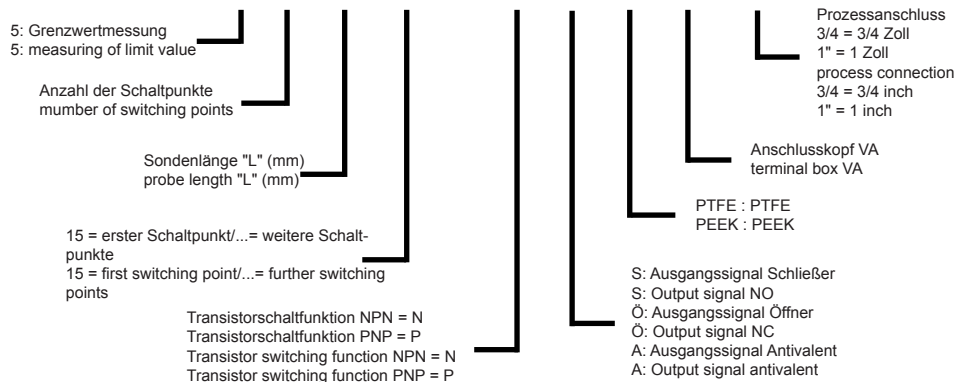 5: Grenzwertmessung
5: measuring of limit value
Anzahl der Schaltpunkte
mumber of switching points
Sondenlänge "L" (mm)
probe length "L" (mm)
15 = erster Schaltpunkt/...= weitere Schalt-
punkte
15 = first switching point/...= further switching
points
Transistorschaltfunktion NPN = N
Transistorschaltfunktion PNP = P
Transistor switching function NPN = N
Transistor switching function PNP = P
Prozessanschluss
3/4 = 3/4 Zoll
1" = 1 Zoll
process connection
3/4 = 3/4 inch
1" = 1 inch
Anschlusskopf VA
terminal box VA
PTFE : PTFE
PEEK : PEEK
S: Ausgangssignal Schließer
S: Output signal NO
Ö: Ausgangssignal Öffner
Ö: Output signal NC
A: Ausgangssignal Antivalent
A: Output signal antivalent